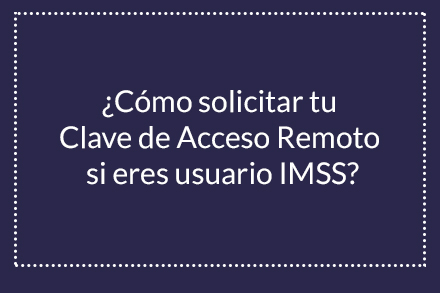 ¿Cómo solicitar tu
Clave de Acceso Remoto
si eres usuario IMSS?